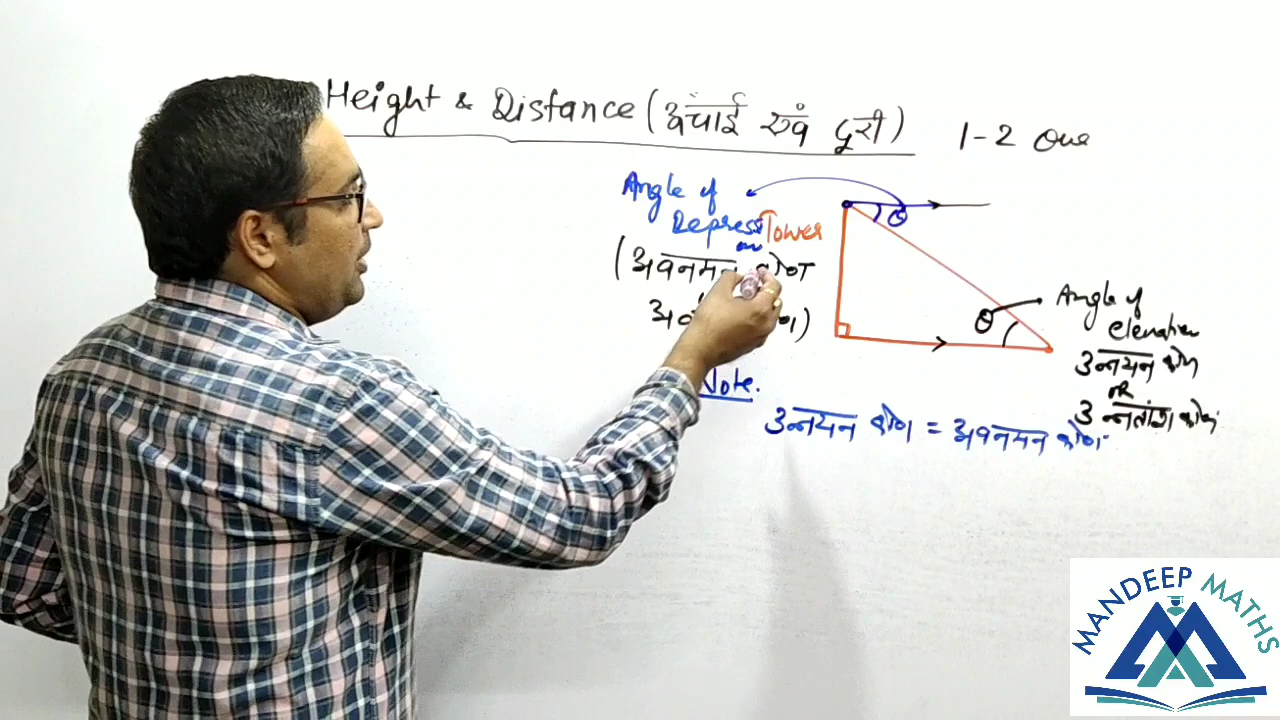 Height & Distance (ऊंचाई एवं दूरी) 1-2 Que
Angle of
Depression
Tower
θ
(अवनमन कोण
θ
Angle of
elevation
उन्नयन कोण
OR
उन्नतांश कोण
Note.
उन्नयन कोण = अवनमन कोण
MANDEEP MATHS